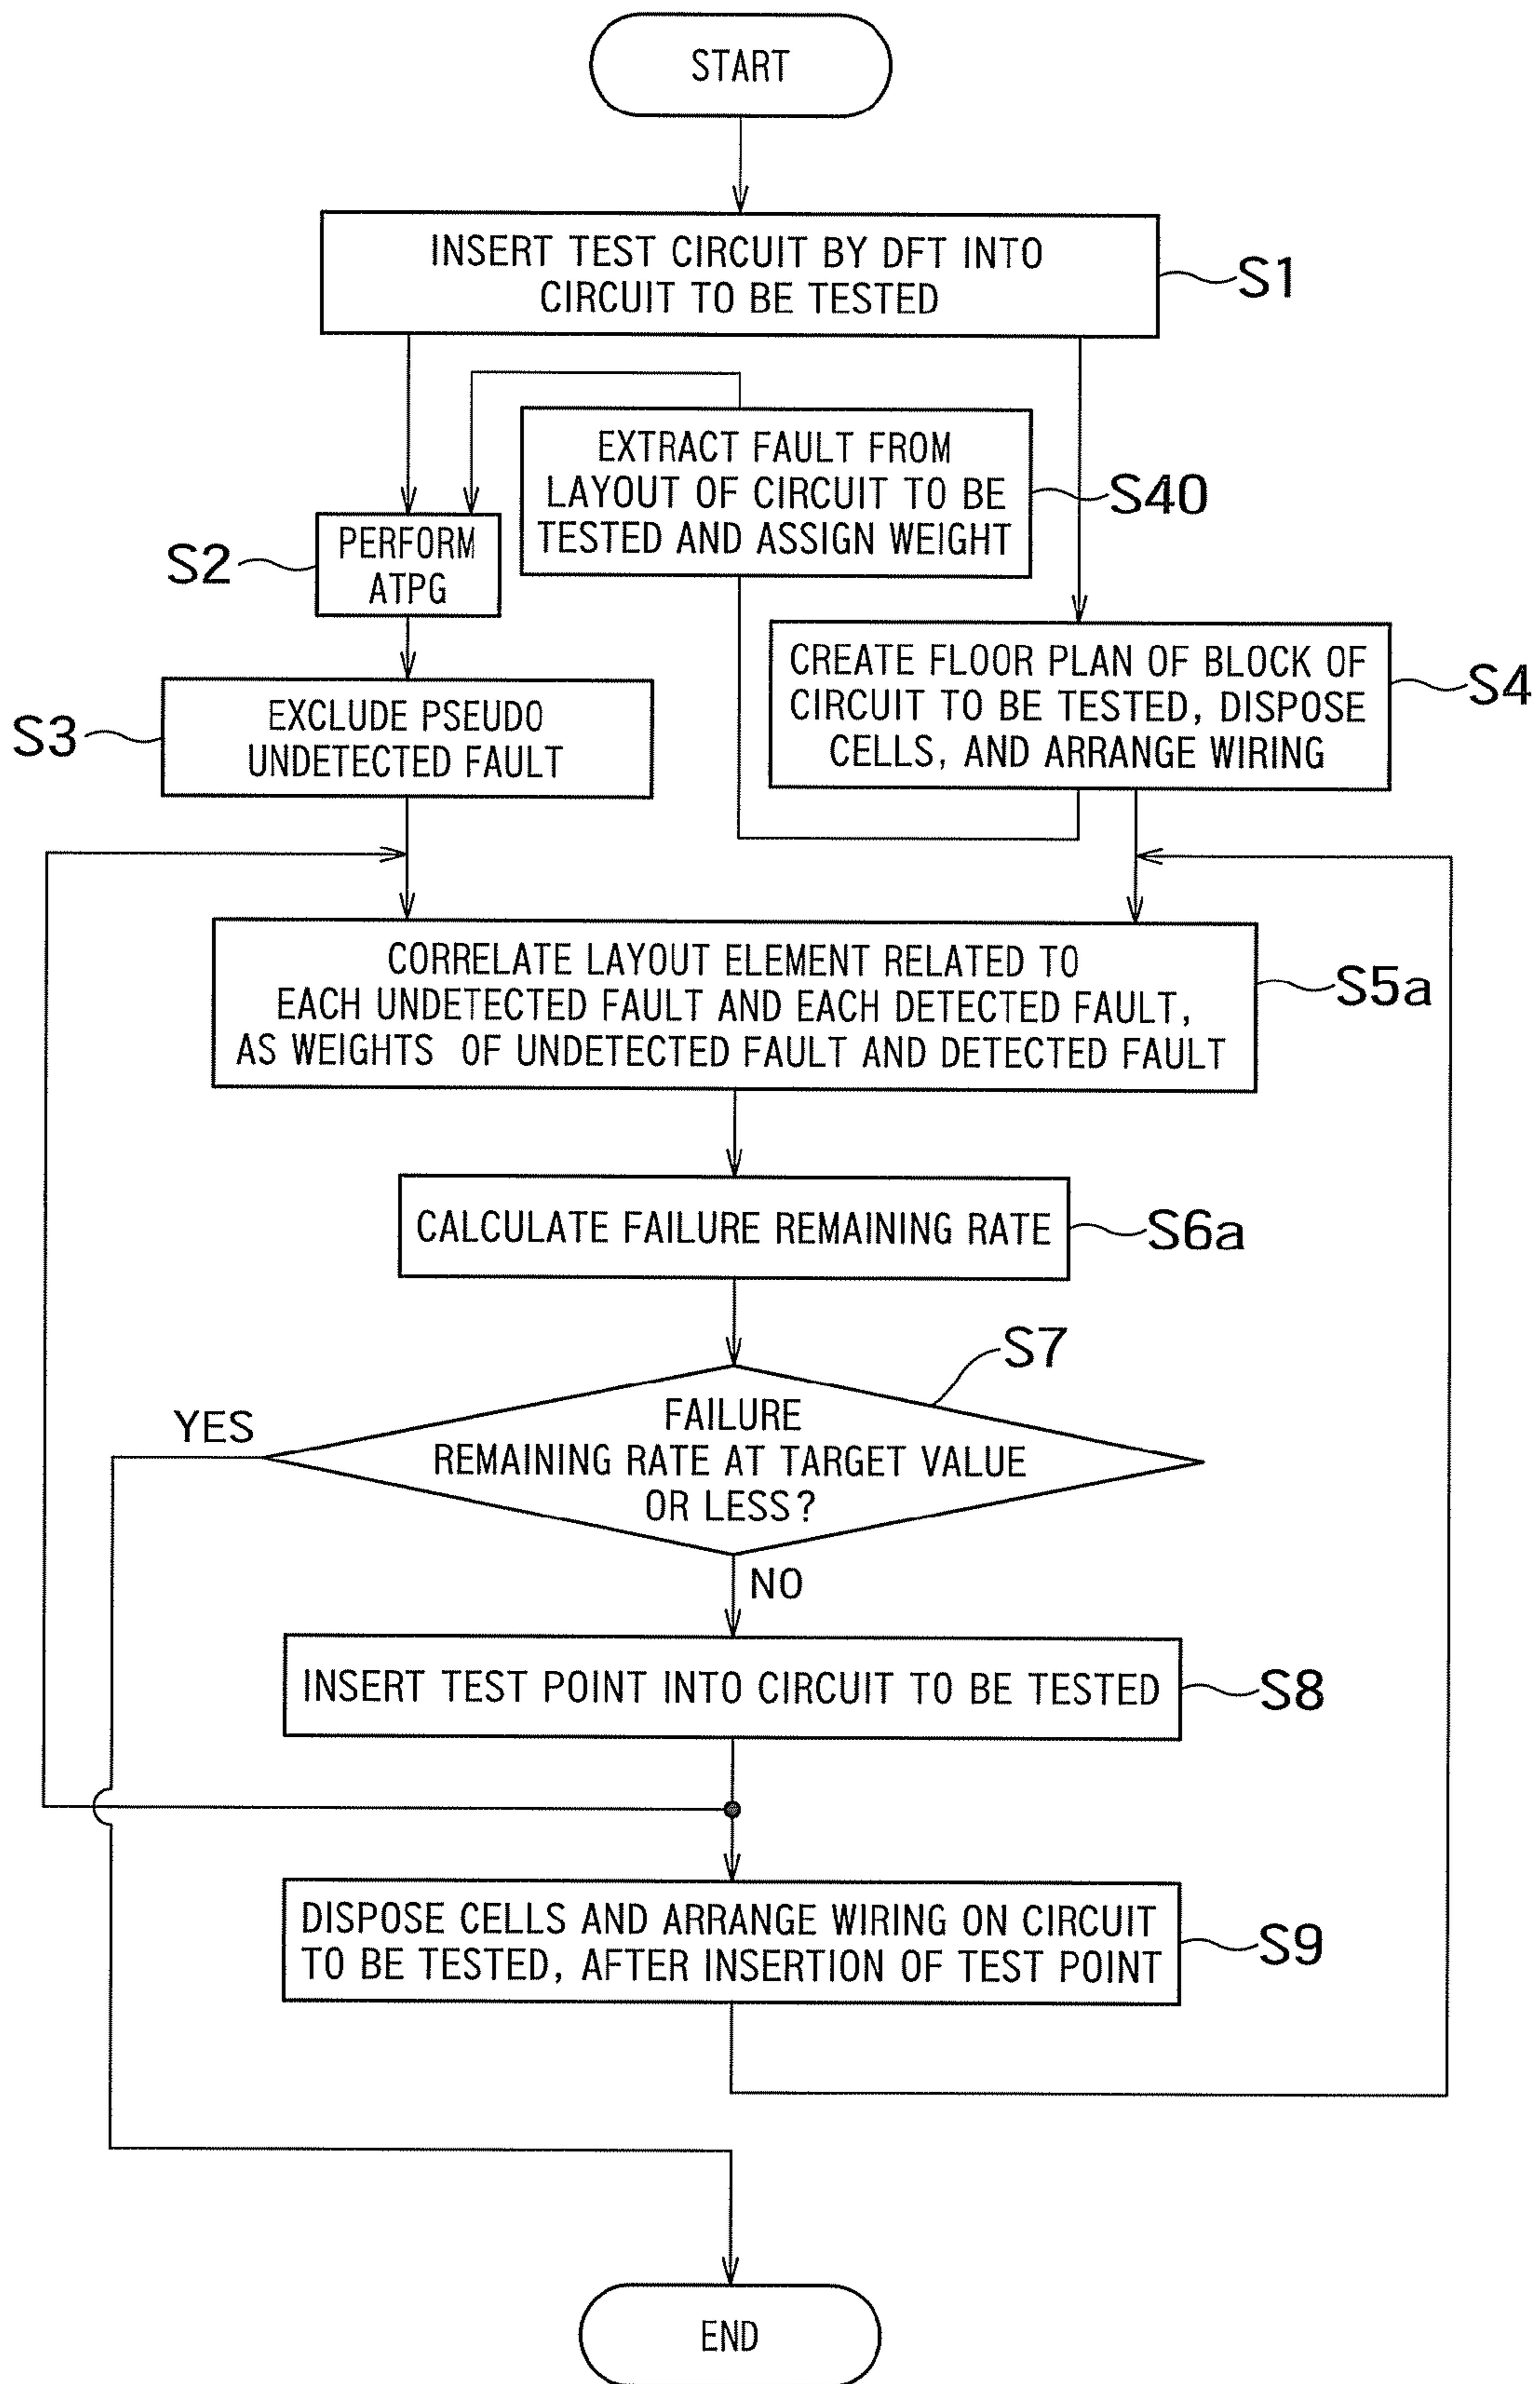 START
INSERT TEST CIRCUIT BY DFT INTO
CIRCUIT TO BE TESTED
S1
EXTRACT FAULT FROM
LAYOUT OF CIRCUIT TO BE
TESTED AND ASSIGN WEIGHT
S40
S2
PERFORM
ATPG
CREATE FLOOR PLAN OF BLOCK OF
CIRCUIT TO BE TESTED, DISPOSE
CELLS, AND ARRANGE WIRING
S4
S3
EXCLUDE PSEUDO
UNDETECTED FAULT
CORRELATE LAYOUT ELEMENT RELATED TO
EACH UNDETECTED FAULT AND EACH DETECTED FAULT,
AS WEIGHTS OF UNDETECTED FAULT AND DETECTED FAULT
S5a
CALCULATE FAILURE REMAINING RATE
S6a
S7
YES
FAILURE
REMAINING RATE AT TARGET VALUE
OR LESS?
NO
INSERT TEST POINT INTO CIRCUIT TO BE TESTED
S8
DISPOSE CELLS AND ARRANGE WIRING ON CIRCUIT
TO BE TESTED, AFTER INSERTION OF TEST POINT
S9
END